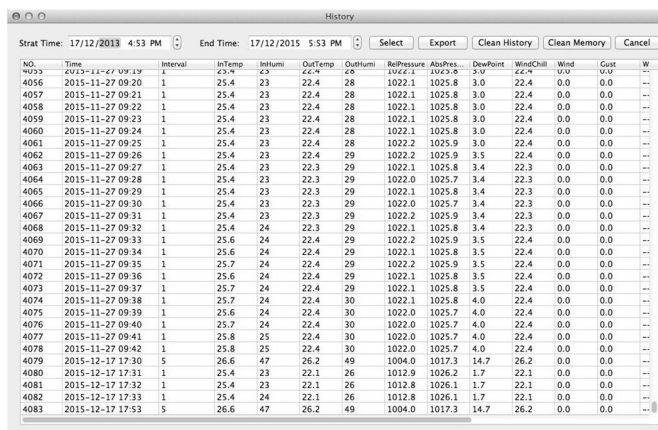 History
Strat Time: 17/12/2013 4:53 PM End Time: 17/12/2015 5:53 PM Select Export Clean History Clean Memory Cancel
NO. Time Interval InTemp InHumi OutTemp OutHumi RelPressure AbsPres... DewPoint WindChill Wind Gust W
4055 2015-11-27 09:19 1 25.4 23 22.4 28 1022.1 1025.8 3.0 22.4 0.0 0.0
4056 2015-11-27 09:20 1 25.4 23 22.4 28 1022.1 1025.8 3.0 22.4 0.0 0.0 --
4057 2015-11-27 09:21 1 25.4 23 22.4 28 1022.1 1025.8 3.0 22.4 0.0 0.0 --
4058 2015-11-27 09:22 1 25.4 23 22.4 28 1022.1 1025.8 3.0 22.4 0.0 0.0 --
4059 2015-11-27 09:23 1 25.4 23 22.4 28 1022.1 1025.8 3.0 22.4 0.0 0.0 --
4060 2015-11-27 09:24 1 25.4 23 22.4 28 1022.1 1025.8 3.0 22.4 0.0 0.0 --
4061 2015-11-27 09:25 1 25.4 23 22.4 28 1022.2 1025.9 3.0 22.4 0.0 0.0 --
4062 2015-11-27 09:26 1 25.4 23 22.4 29 1022.2 1025.9 3.5 22.4 0.0 0.0 --
4063 2015-11-27 09:27 1 25.4 23 22.3 29 1022.1 1025.8 3.4 22.3 0.0 0.0 --
4064 2015-11-27 09:28 1 25.4 23 22.3 29 1022.0 1025.7 3.4 22.3 0.0 0.0 --
4065 2015-11-27 09:29 1 25.4 23 22.3 29 1022.1 1025.8 3.4 22.3 0.0 0.0 --
4066 2015-11-27 09:30 1 25.4 23 22.3 29 1022.0 1025.7 3.4 22.3 0.0 0.0 --
4067 2015-11-27 09:31 1 25.4 23 22.3 29 1022.2 1025.9 3.4 22.3 0.0 0.0 --
4068 2015-11-27 09:32 1 25.4 24 22.3 29 1022.1 1025.8 3.4 22.3 0.0 0.0 --
4069 2015-11-27 09:33 1 25.6 24 22.4 29 1022.2 1025.9 3.5 22.4 0.0 0.0 --
4070 2015-11-27 09:34 1 25.6 24 22.4 29 1022.1 1025.8 3.5 22.4 0.0 0.0 --
4071 2015-11-27 09:35 1 25.7 24 22.4 29 1022.2 1025.9 3.5 22.4 0.0 0.0 --
4072 2015-11-27 09:36 1 25.6 24 22.4 29 1022.1 1025.8 3.5 22.4 0.0 0.0 --
4073 2015-11-27 09:37 1 25.7 24 22.4 29 1022.1 1025.8 3.5 22.4 0.0 0.0 --
4074 2015-11-27 09:38 1 25.7 24 22.4 30 1022.1 1025.8 4.0 22.4 0.0 0.0 --
4075 2015-11-27 09:39 1 25.6 24 22.4 30 1022.0 1025.7 4.0 22.4 0.0 0.0 --
4076 2015-11-27 09:40 1 25.7 24 22.4 30 1022.0 1025.7 4.0 22.4 0.0 0.0 --
4077 2015-11-27 09:41 1 25.8 25 22.4 30 1022.0 1025.7 4.0 22.4 0.0 0.0 --
4078 2015-11-27 09:42 1 25.8 25 22.4 30 1022.0 1025.7 4.0 22.4 0.0 0.0 --
4079 2015-12-17 17:30 5 26.6 47 26.2 49 1004.0 1017.3 14.7 26.2 0.0 0.0 --
4080 2015-12-17 17:31 1 25.4 23 22.1 26 1012.9 1026.2 1.7 22.1 0.0 0.0 --
4081 2015-12-17 17:32 1 25.4 23 22.1 26 1012.8 1026.1 1.7 22.1 0.0 0.0 --
4082 2015-12-17 17:33 1 25.4 24 22.1 26 1012.8 1026.1 1.7 22.1 0.0 0.0 --
4083 2015-12-17 17:53 5 26.6 47 26.2 49 1004.0 1017.3 14.7 26.2 0.0 0.0 --